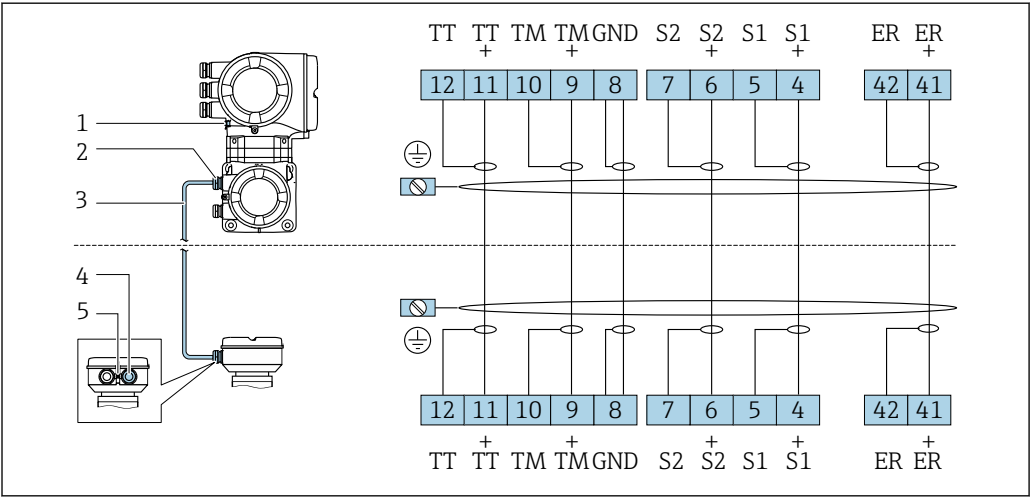 TT TT TM TM GND S2 S2 S1 S1 ER ER
+ + + + +
12 11 10 9 8 7 6 5 4 42 41
1
2
3
4
5
12 11 10 9 8 7 6 5 4 42 41
+ + + + +
TT TT TM TM GND S2 S2 S1 S1 ER ER